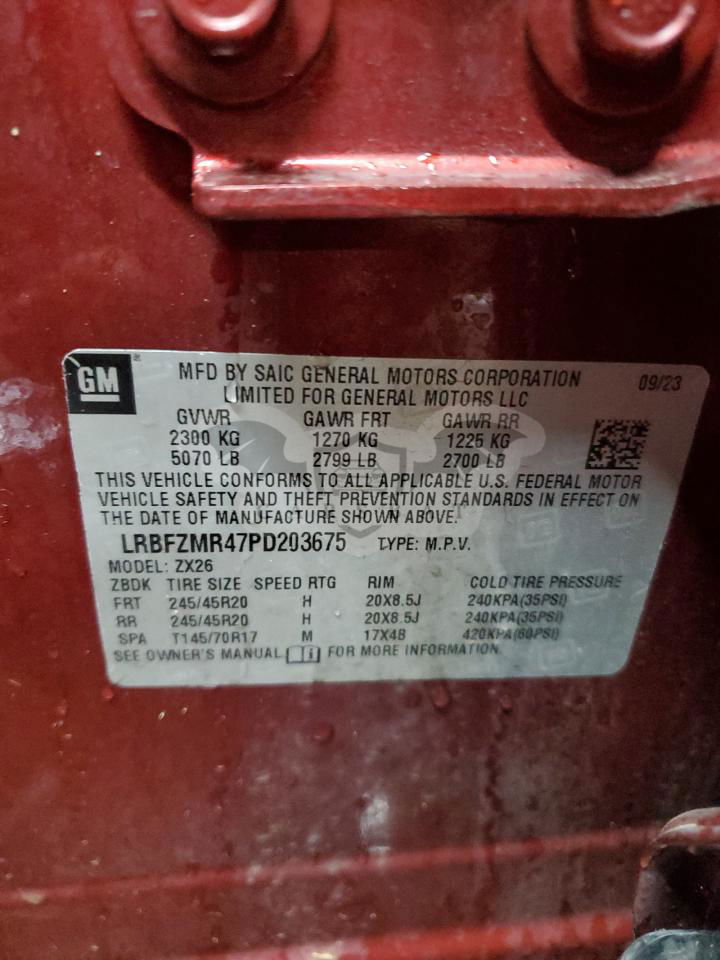 GM
MFD BY SAIC GENERAL MOTORS CORPORATION 09/23
LIMITED FOR GENERAL MOTORS LLC
GVWR GAWR FRT GAWR RR
2300 KG 1270 KG 1225 KG
5070 LB 2799 LB 2700 LB
THIS VEHICLE CONFORMS TO ALL APPLICABLE U.S. FEDERAL MOTOR
VEHICLE SAFETY AND THEFT PREVENTION STANDARDS IN EFFECT ON
THE DATE OF MANUFACTURE SHOWN ABOVE.
LRBFZMR47PD203675 TYPE: M.P.V.
MODEL: ZX26
ZBDK TIRE SIZE SPEED RTG RIM COLD TIRE PRESSURE
FRT 245/45R20 H 20X8.5J 240KPA(35PSI)
RR 245/45R20 H 20X8.5J 240KPA(35PSI)
SPA T145/70R17 M 17X4B 420KPA(60PSI)
SEE OWNER'S MANUAL FOR MORE INFORMATION.